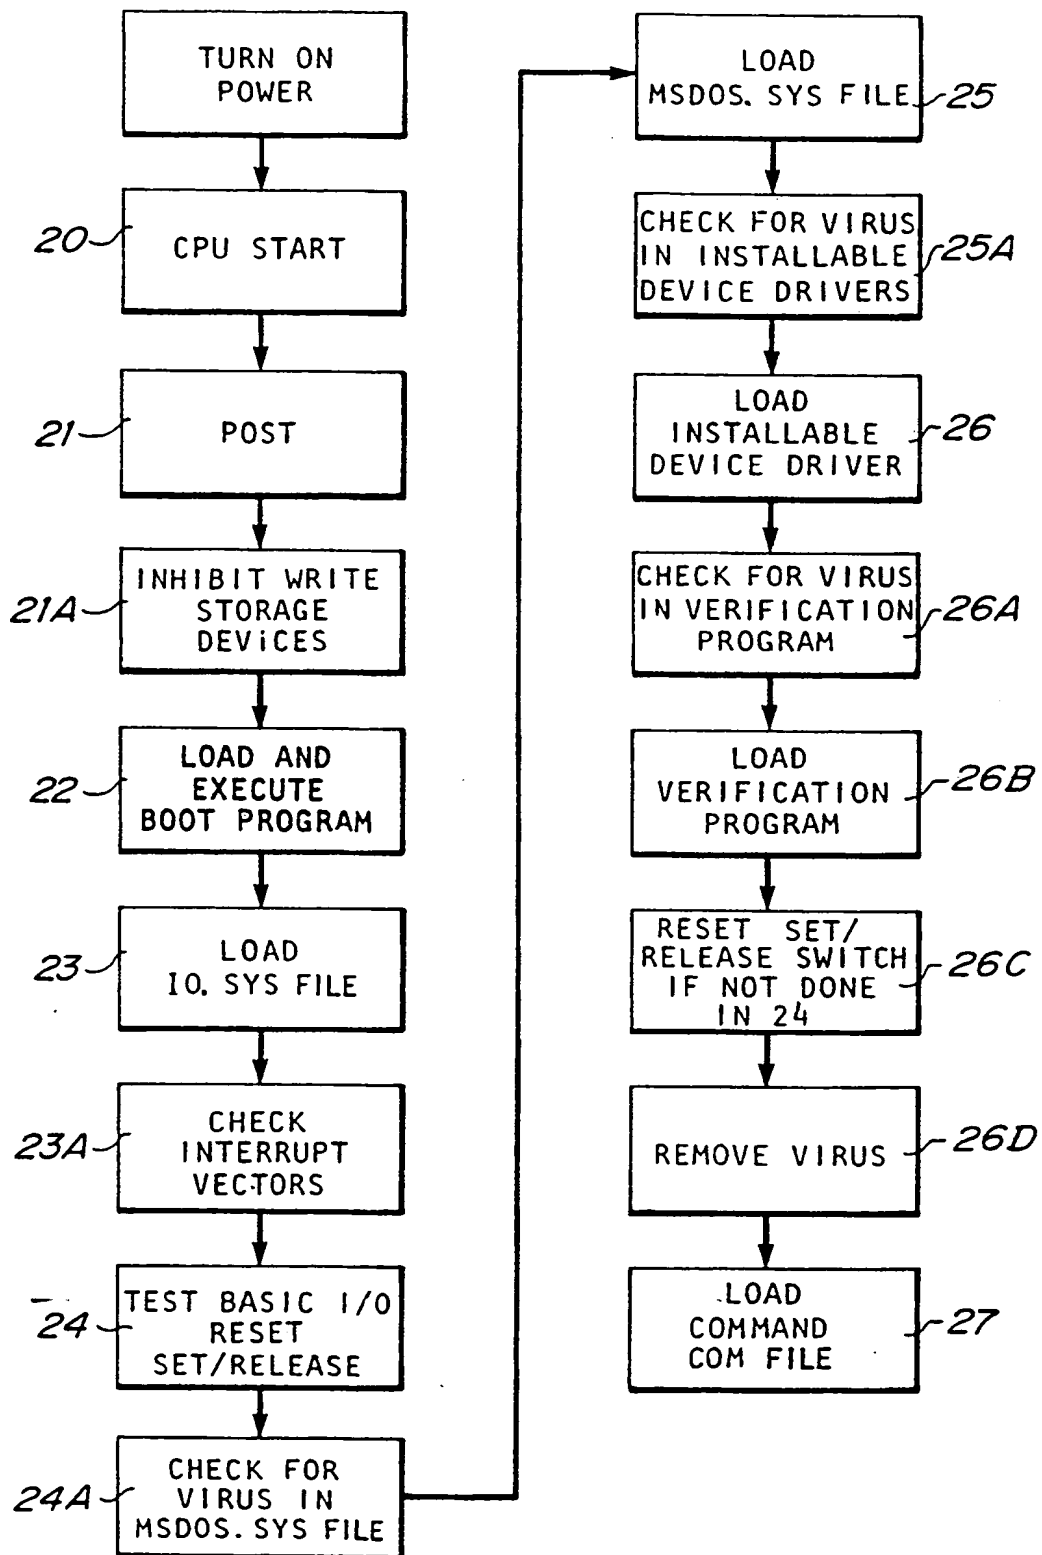 TURN ON
POWER
20
CPU START
21
POST
21A
INHIBIT WRITE
STORAGE
DEVICES
22
LOAD AND
EXECUTE
BOOT PROGRAM
23
LOAD
IO. SYS FILE
23A
CHECK
INTERRUPT
VECTORS
24
TEST BASIC I/O
RESET
SET/RELEASE
24A
CHECK FOR
VIRUS IN
MSDOS. SYS FILE
LOAD
MSDOS. SYS FILE
25
CHECK FOR VIRUS
IN INSTALLABLE
DEVICE DRIVERS
25A
LOAD
INSTALLABLE
DEVICE DRIVER
26
CHECK FOR VIRUS
IN VERIFICATION
PROGRAM
26A
LOAD
VERIFICATION
PROGRAM
26B
RESET SET/
RELEASE SWITCH
IF NOT DONE
IN 24
26C
REMOVE VIRUS
26D
LOAD
COMMAND
COM FILE
27